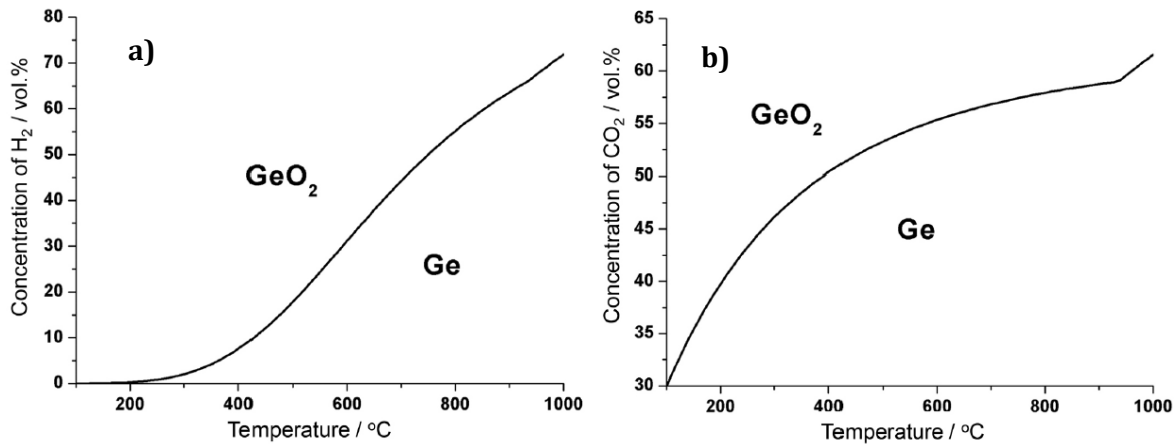 a)
Concentration of H₂ / vol.%
80
70
60
50
40
30
20
10
0
GeO₂
Ge
200
400
600
800
1000
Temperature / °C
b)
Concentration of CO₂ / vol.%
65
60
55
50
45
40
35
30
GeO₂
Ge
200
400
600
800
1000
Temperature / °C